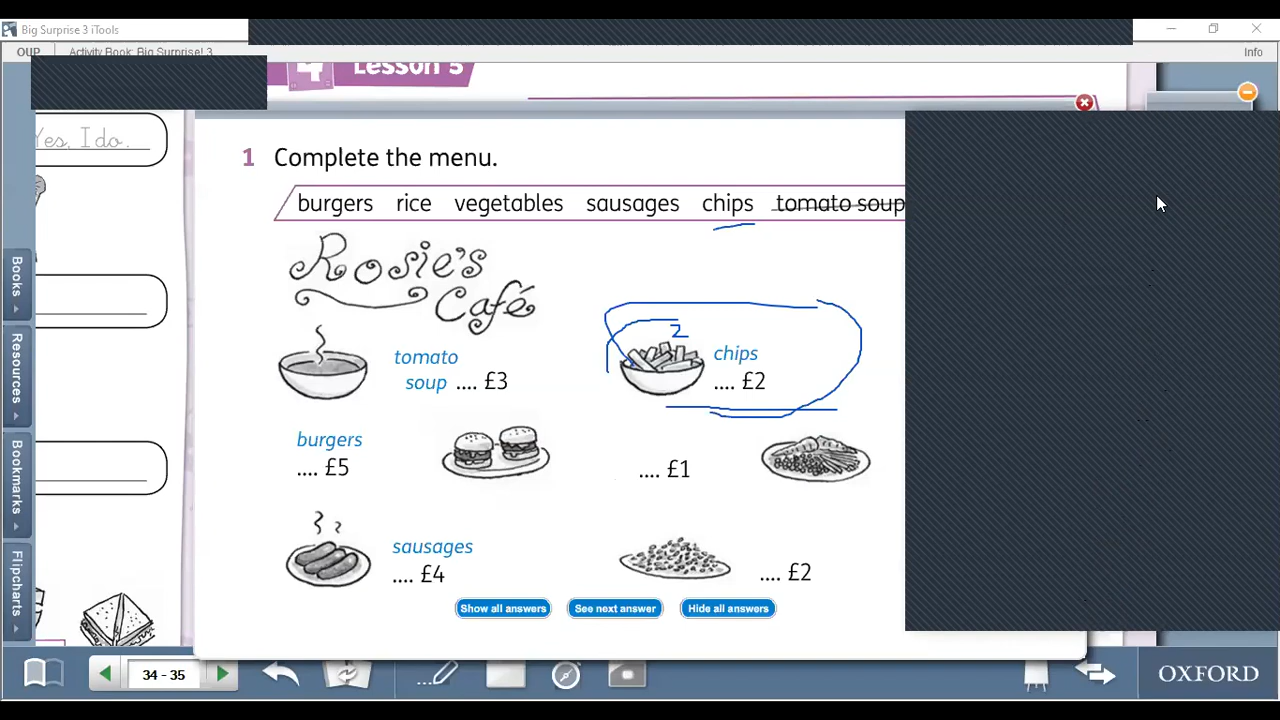 Big Surprise 3 iTools
OUP Activity Book: Big Surprise! 3 Info
4 Lesson 5
Yes, I do.
1 Complete the menu.
burgers rice vegetables sausages chips tomato soup
Rosie's
Café
tomato
soup .... £3
2
chips
.... £2
burgers
.... £5
.... £1
sausages
.... £4
.... £2
Show all answers See next answer Hide all answers
Books
Resources
Bookmarks
Flipcharts
34 - 35
OXFORD